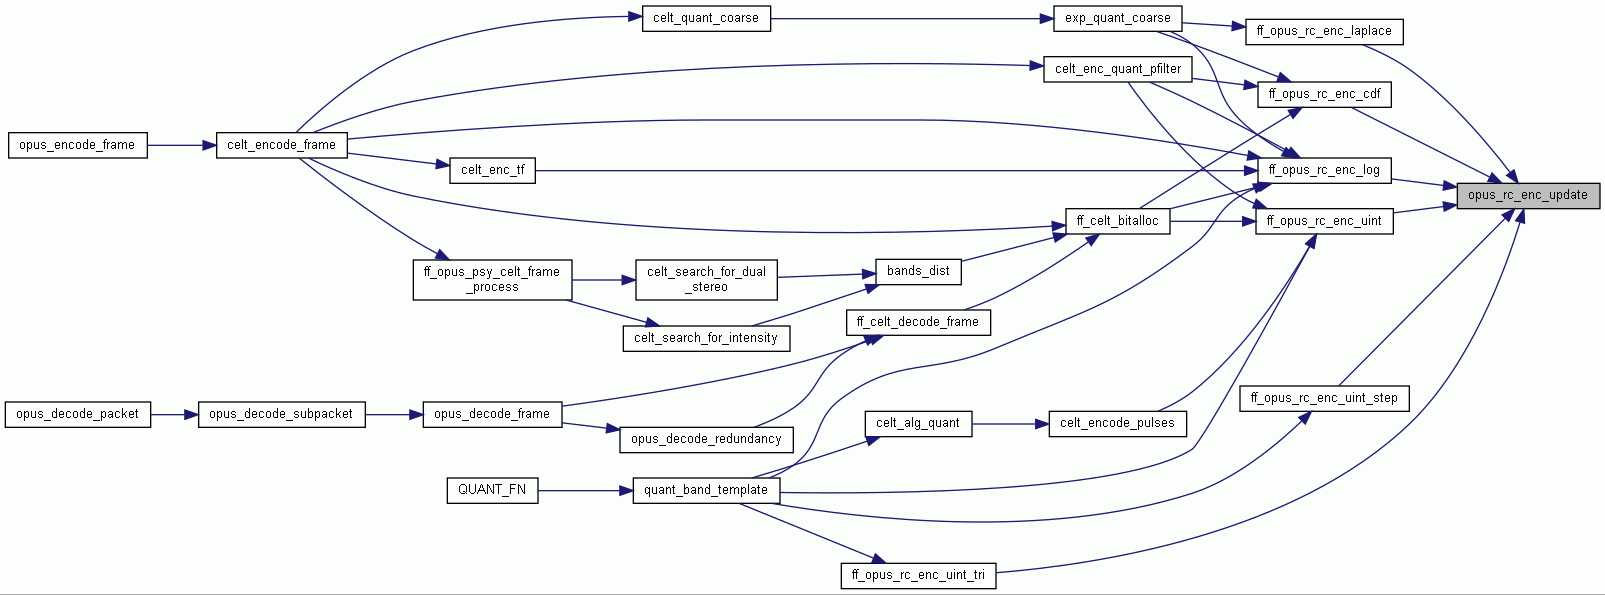 celt_quant_coarse
exp_quant_coarse
ff_opus_rc_enc_laplace
celt_enc_quant_pfilter
ff_opus_rc_enc_cdf
opus_encode_frame
celt_encode_frame
celt_enc_tf
ff_opus_rc_enc_log
opus_rc_enc_update
ff_celt_bitalloc
ff_opus_rc_enc_uint
ff_opus_psy_celt_frame
_process
celt_search_for_dual
_stereo
bands_dist
celt_search_for_intensity
ff_celt_decode_frame
opus_decode_packet
opus_decode_subpacket
opus_decode_frame
opus_decode_redundancy
celt_alg_quant
celt_encode_pulses
ff_opus_rc_enc_uint_step
QUANT_FN
quant_band_template
ff_opus_rc_enc_uint_tri